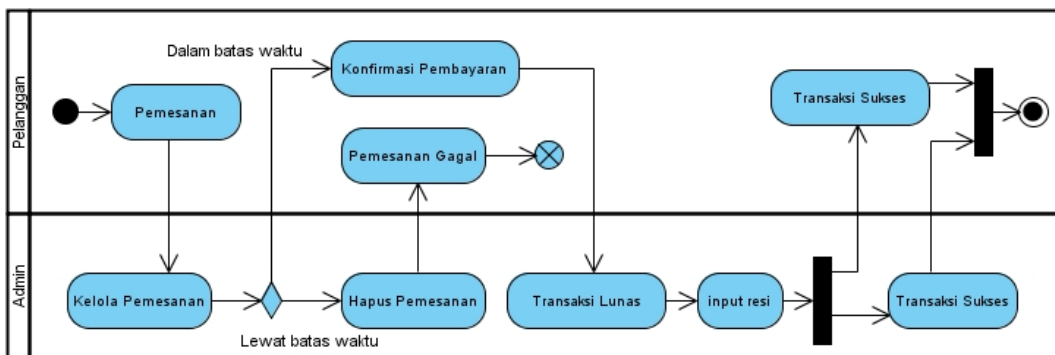 Pelanggan
Dalam batas waktu
Konfirmasi Pembayaran
Pemesanan
Transaksi Sukses
Pemesanan Gagal
Admin
Kelola Pemesanan
Hapus Pemesanan
Transaksi Lunas
input resi
Transaksi Sukses
Lewat batas waktu